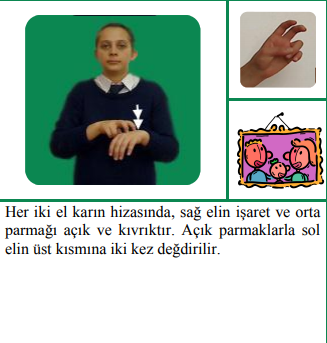 Her iki el karın hizasında, sağ elin işaret ve orta
parmağı açık ve kıvrıktır. Açık parmaklarla sol
elin üst kısmına iki kez değdirilir.